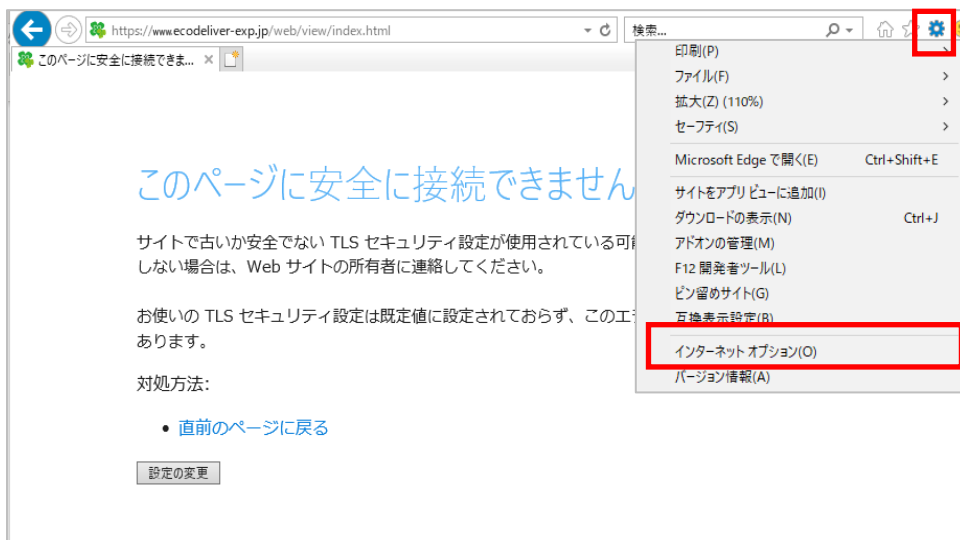 https://www.ecodeliver-exp.jp/web/view/index.html
検索...
このページに安全に接続できま...
印刷(P)
ファイル(F)
拡大(Z) (110%)
セーフティ(S)
Microsoft Edge で開く(E) Ctrl+Shift+E
サイトをアプリ ビューに追加(I)
ダウンロードの表示(N) Ctrl+J
アドオンの管理(M)
F12 開発者ツール(L)
ピン留めサイト(G)
互換表示設定(B)
インターネット オプション(O)
バージョン情報(A)
このページに安全に接続できません
サイトで古いか安全でない TLS セキュリティ設定が使用されている可
しない場合は、Web サイトの所有者に連絡してください。
お使いの TLS セキュリティ設定は既定値に設定されておらず、このエ
あります。
対処方法:
• 直前のページに戻る
設定の変更